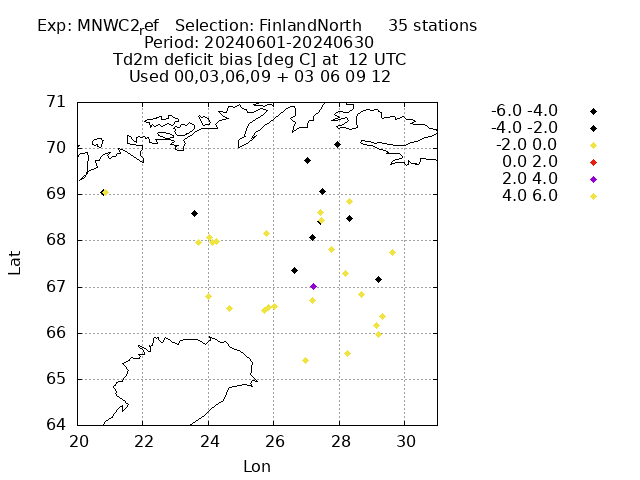 Exp: MNWC2ref   Selection: FinlandNorth     35 stations
Period: 20240601-20240630
Td2m deficit bias [deg C] at  12 UTC
Used 00,03,06,09 + 03 06 09 12
-6.0 -4.0
-4.0 -2.0
-2.0 0.0
0.0 2.0
2.0 4.0
4.0 6.0
71
70
69
68
67
66
65
64
Lat
20 22 24 26 28 30
Lon